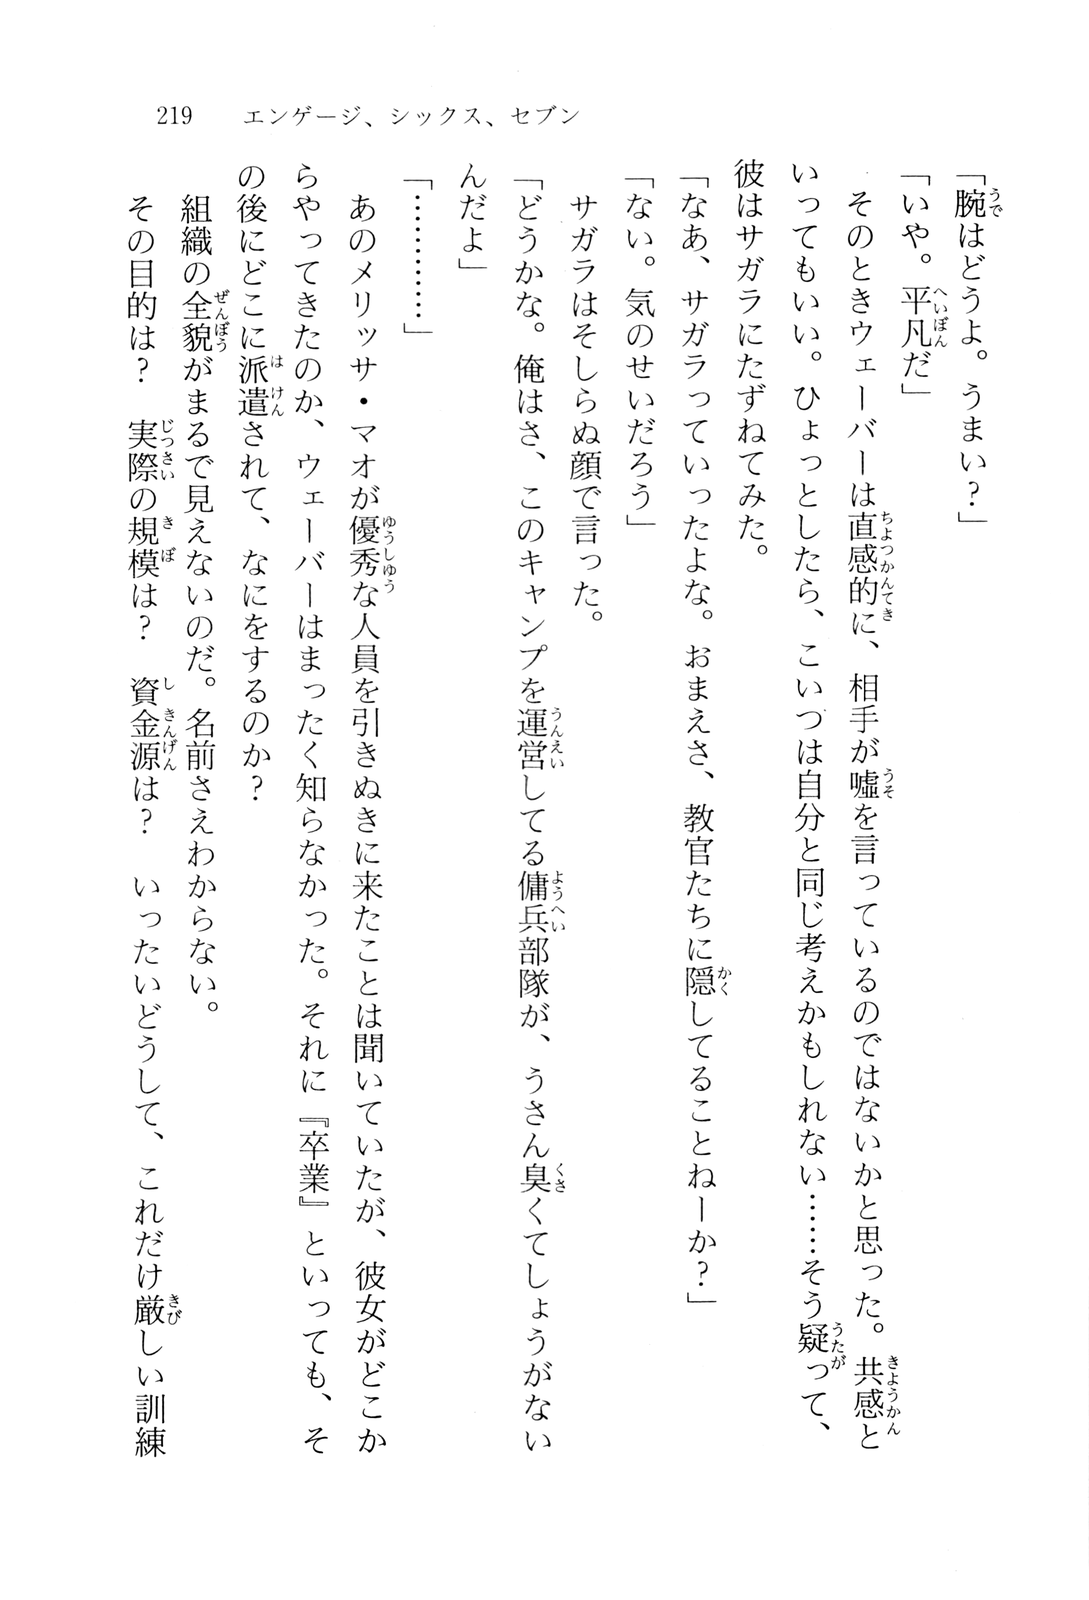 219　エンゲージ、シックス、セブン
「腕はどうよ。うまい？」
「いや。平凡だ」
　そのときウェーバーは直感的に、相手が嘘を言っているのではないかと思った。共感と
いってもいい。ひょっとしたら、こいつは自分と同じ考えかもしれない……そう疑って、
彼はサガラにたずねてみた。
「なあ、サガラっていったよな。おまえさ、教官たちに隠してることねーか？」
「ない。気のせいだろう」
　サガラはそしらぬ顔で言った。
「どうかな。俺はさ、このキャンプを運営してる傭兵部隊が、うさん臭くてしょうがない
んだよ」
「…………」
　あのメリッサ・マオが優秀な人員を引きぬきに来たことは聞いていたが、彼女がどこか
らやってきたのか、ウェーバーはまったく知らなかった。それに『卒業』といっても、そ
の後にどこに派遣されて、なにをするのか？
　組織の全貌がまるで見えないのだ。名前さえわからない。
　その目的は？　実際の規模は？　資金源は？　いったいどうして、これだけ厳しい訓練